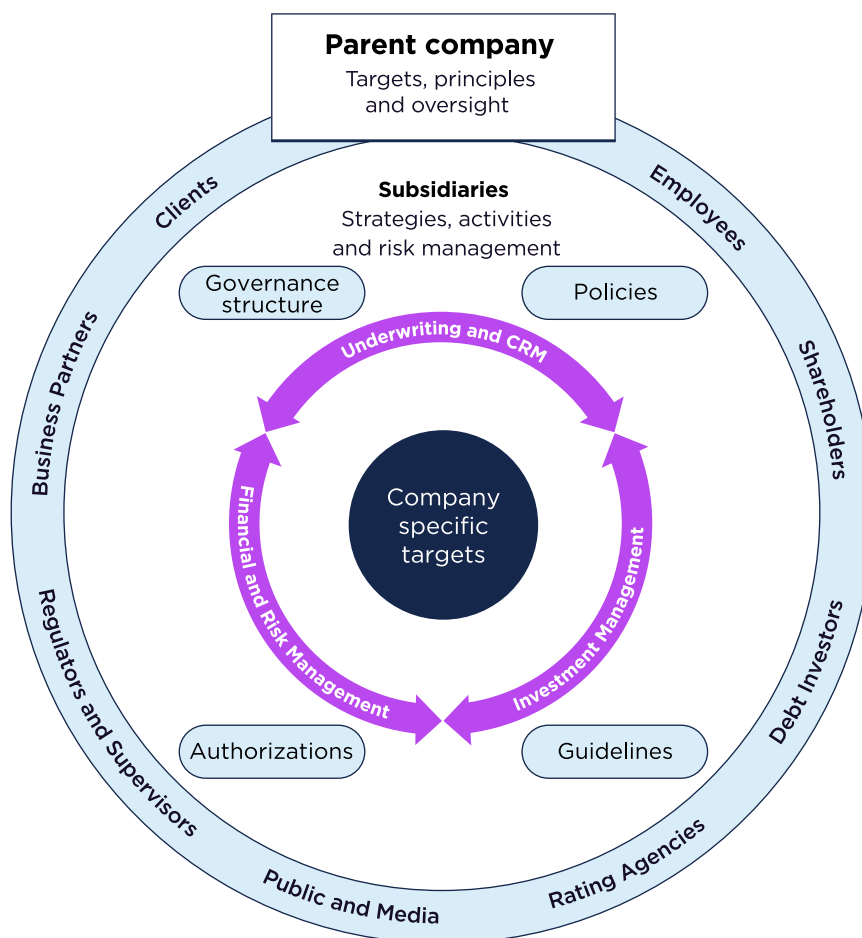 Parent company
Targets, principles
and oversight
Subsidiaries
Strategies, activities
and risk management
Governance
structure
Policies
Underwriting and CRM
Financial and Risk Management
Investment Management
Company
specific
targets
Authorizations
Guidelines
Clients
Business Partners
Regulators and Supervisors
Public and Media
Rating Agencies
Debt Investors
Shareholders
Employees